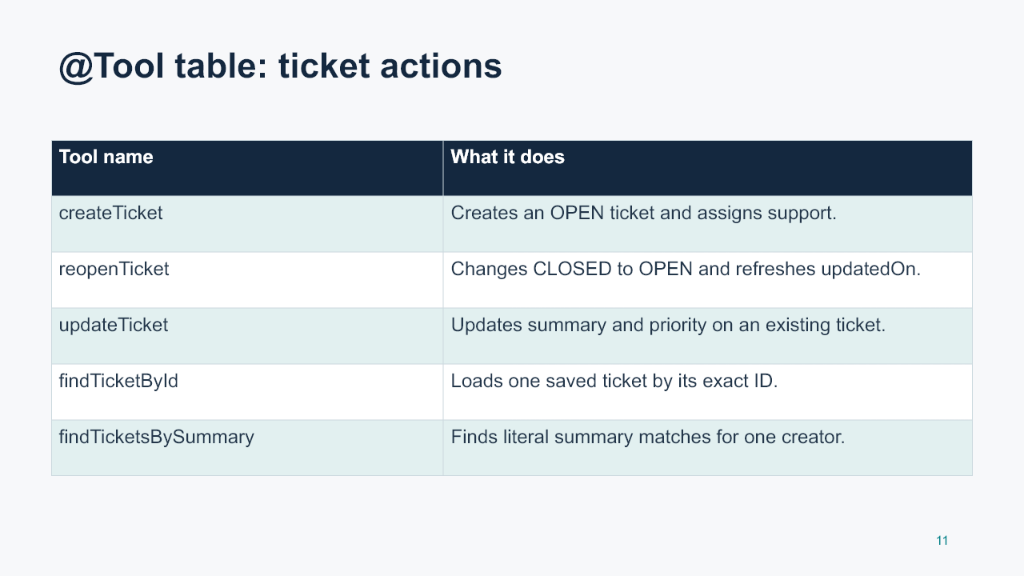 @Tool table: ticket actions
Tool name What it does
createTicket Creates an OPEN ticket and assigns support.
reopenTicket Changes CLOSED to OPEN and refreshes updatedOn.
updateTicket Updates summary and priority on an existing ticket.
findTicketById Loads one saved ticket by its exact ID.
findTicketsBySummary Finds literal summary matches for one creator.
11